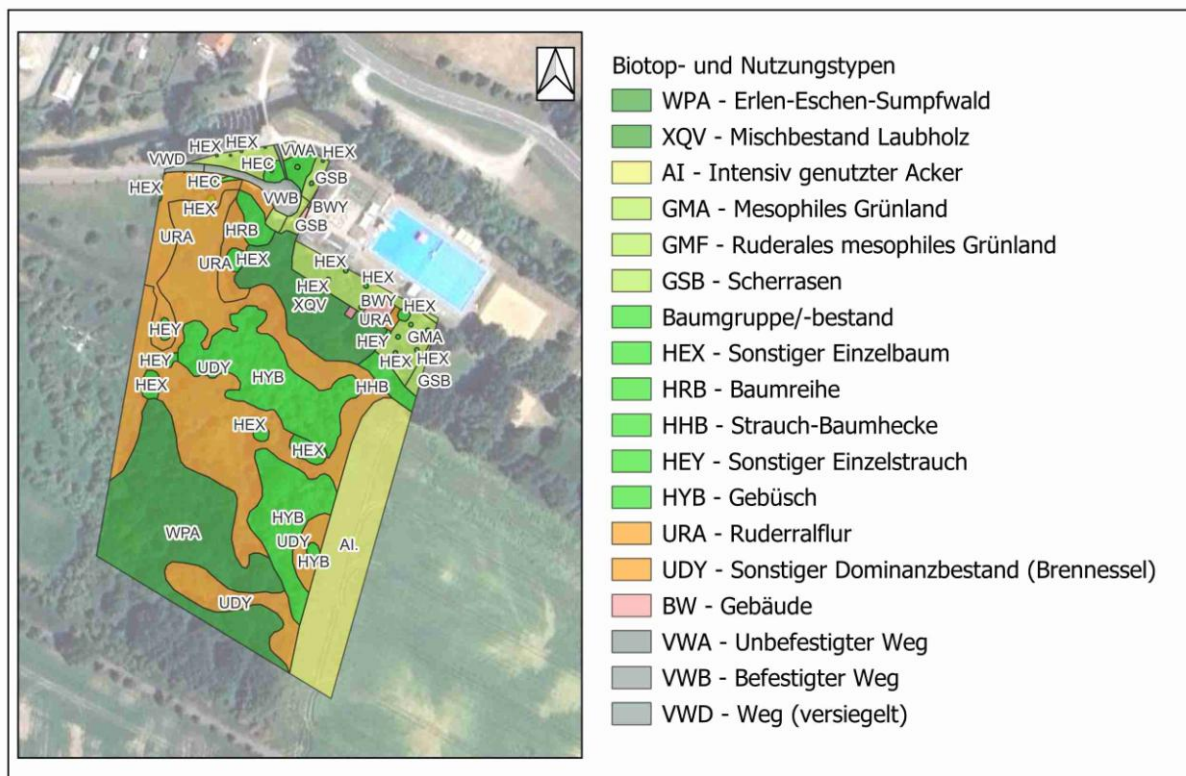 Biotop- und Nutzungstypen
WPA - Erlen-Eschen-Sumpfwald
XQV - Mischbestand Laubholz
AI - Intensiv genutzter Acker
GMA - Mesophiles Grünland
GMF - Ruderales mesophiles Grünland
GSB - Scherrasen
Baumgruppe/-bestand
HEX - Sonstiger Einzelbaum
HRB - Baumreihe
HHB - Strauch-Baumhecke
HEY - Sonstiger Einzelstrauch
HYB - Gebüsch
URA - Ruderralflur
UDY - Sonstiger Dominanzbestand (Brennessel)
BW - Gebäude
VWA - Unbefestigter Weg
VWB - Befestigter Weg
VWD - Weg (versiegelt)
HEX
HEX
VWA
HEX
VWD
HEC
GSB
HEC
HEX
VWB
HEX
BWY
HRB
GSB
URA
URA
HEX
HEX
HEX
HEX
XQV
BWY
HEX
URA
HEY
HEY
GMA
HEY
UDY
HEX
HEX
HYB
GSB
HEX
HHB
HEX
HEX
HYB
WPA
UDY
AI.
HYB
UDY